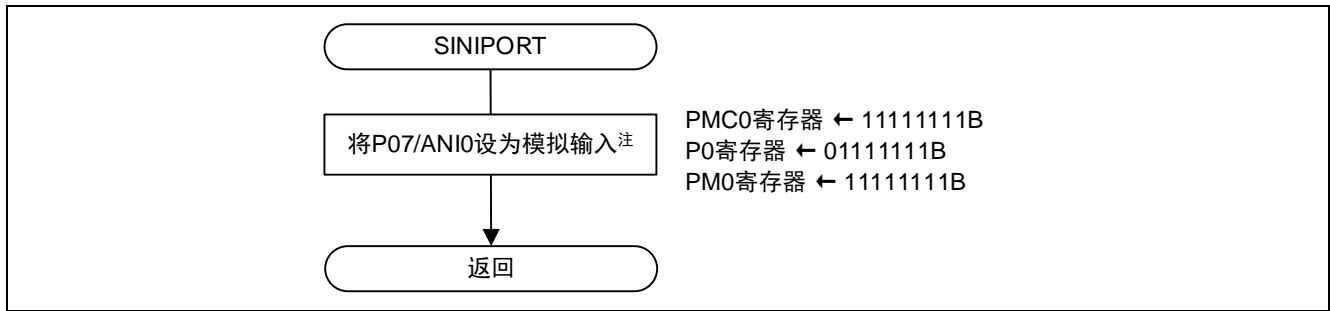 SINIPORT
将P07/ANI0设为模拟输入注
PMC0寄存器 ← 11111111B
P0寄存器 ← 01111111B
PM0寄存器 ← 11111111B
返回